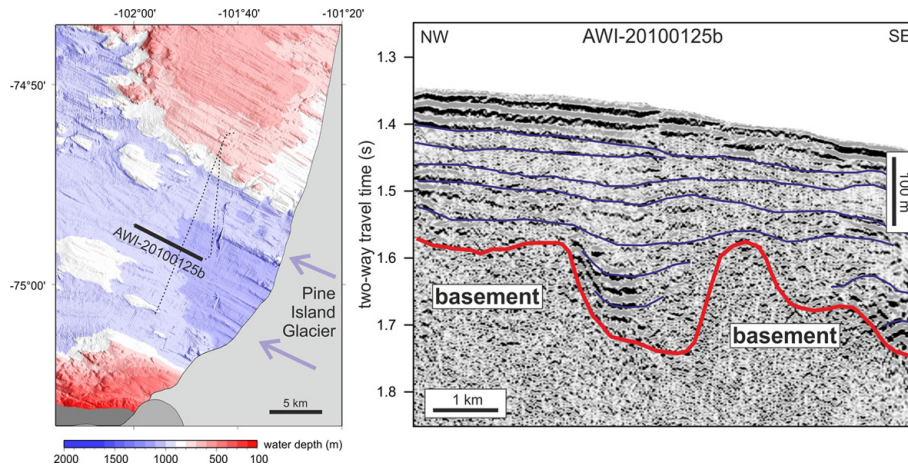 -102°00'
-101°40'
-101°20'
-74°50'
-75°00'
AWI-20100125b
Pine
Island
Glacier
5 km
water depth (m)
2000
1500
1000
500
100
NW
AWI-20100125b
SE
two-way travel time (s)
1.3
1.4
1.5
1.6
1.7
1.8
100 m
basement
basement
1 km